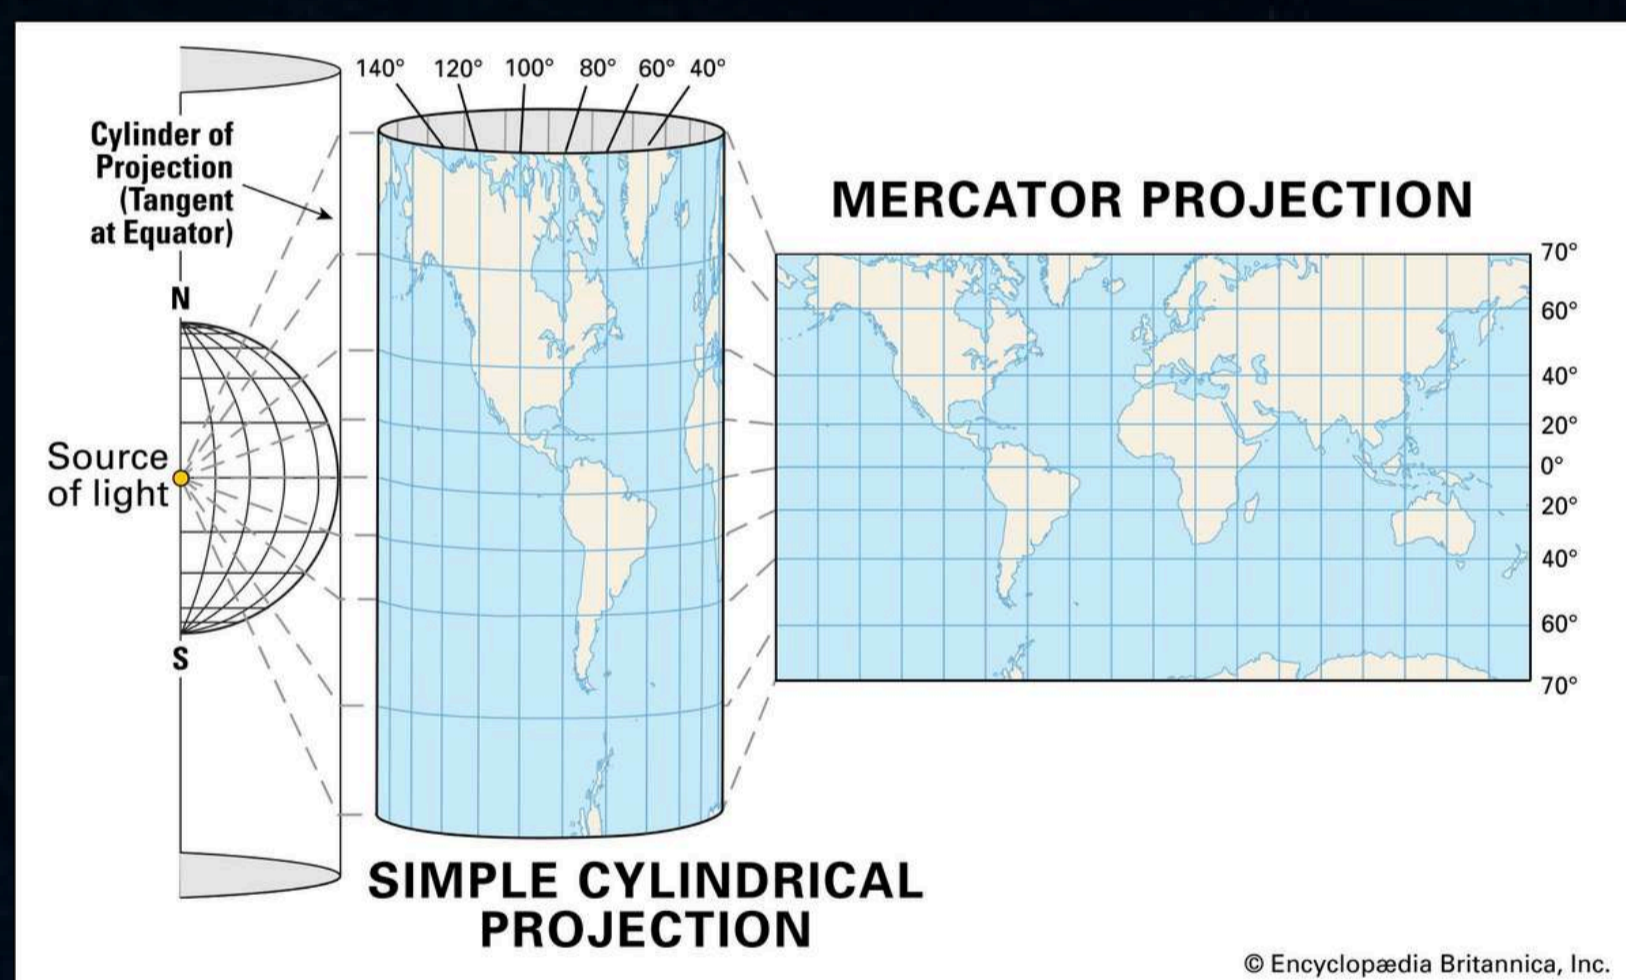 140° 120° 100° 80° 60° 40°
Cylinder of
Projection
(Tangent
at Equator)
N
Source
of light
S
SIMPLE CYLINDRICAL
PROJECTION
MERCATOR PROJECTION
70°
60°
40°
20°
0°
20°
40°
60°
70°
© Encyclopædia Britannica, Inc.